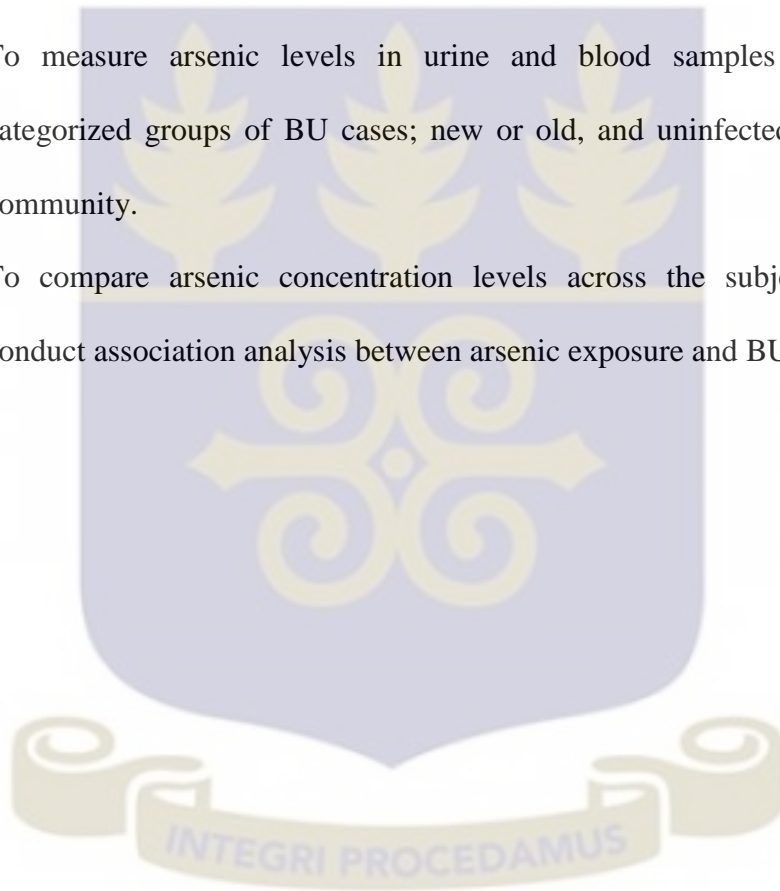 To measure arsenic levels in urine and blood samples
categorized groups of BU cases; new or old, and uninfected
community.
To compare arsenic concentration levels across the
conduct association analysis between arsenic exposure and BU
INTEGRI PROCEDAMUS